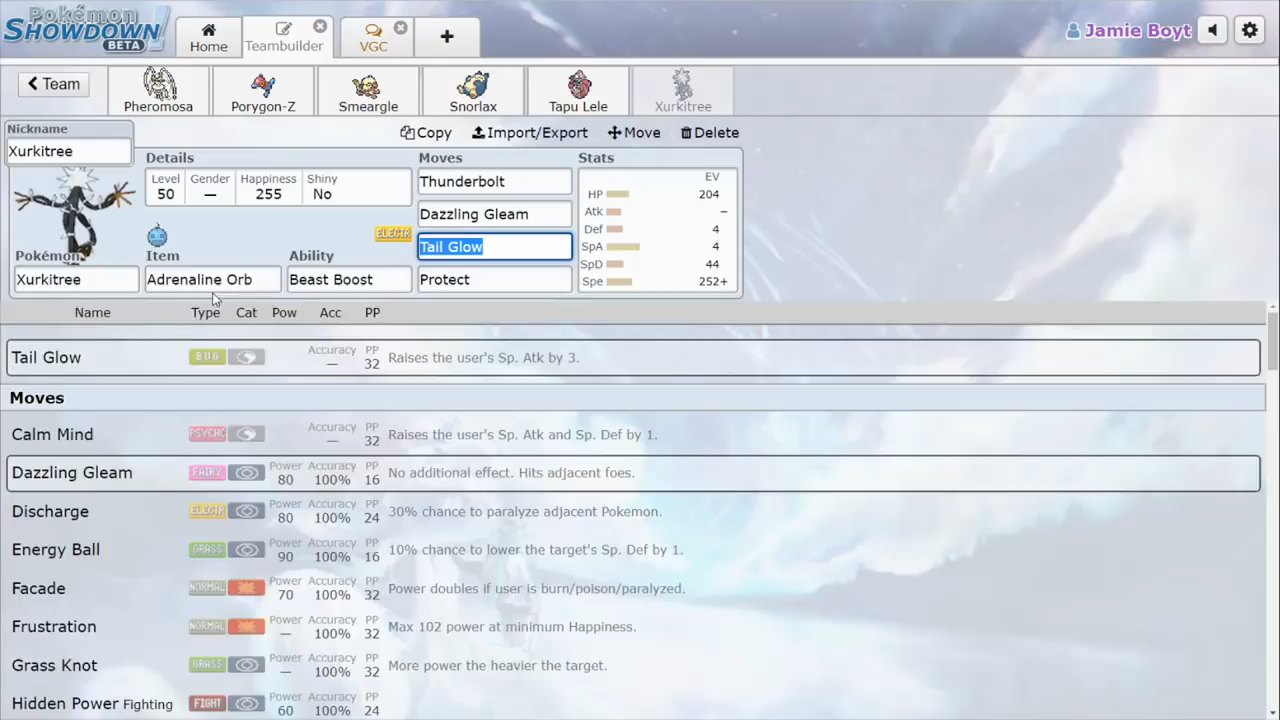 Pokémon
SHOWDOWN!
BETA
Home
Teambuilder
VGC
Jamie Boyt
Team
Pheromosa
Porygon-Z
Smeargle
Snorlax
Tapu Lele
Xurkitree
Nickname
Xurkitree
Copy
Import/Export
Move
Delete
Details
Level
50
Gender
—
Happiness
255
Shiny
No
ELECTR
Pokémon
Xurkitree
Item
Adrenaline Orb
Ability
Beast Boost
Moves
Thunderbolt
Dazzling Gleam
Tail Glow
Protect
Stats
EV
HP 204
Atk –
Def 4
SpA 4
SpD 44
Spe 252+
Name Type Cat Pow Acc PP
Tail Glow BUG Accuracy — PP 32 Raises the user's Sp. Atk by 3.
Moves
Calm Mind PSYCHC Accuracy — PP 32 Raises the user's Sp. Atk and Sp. Def by 1.
Dazzling Gleam FAIRY Power 80 Accuracy 100% PP 16 No additional effect. Hits adjacent foes.
Discharge ELECTR Power 80 Accuracy 100% PP 24 30% chance to paralyze adjacent Pokemon.
Energy Ball GRASS Power 90 Accuracy 100% PP 16 10% chance to lower the target's Sp. Def by 1.
Facade NORMAL Power 70 Accuracy 100% PP 32 Power doubles if user is burn/poison/paralyzed.
Frustration NORMAL Power — Accuracy 100% PP 32 Max 102 power at minimum Happiness.
Grass Knot GRASS Power — Accuracy 100% PP 32 More power the heavier the target.
Hidden Power Fighting FIGHT Power 60 Accuracy 100% PP 24